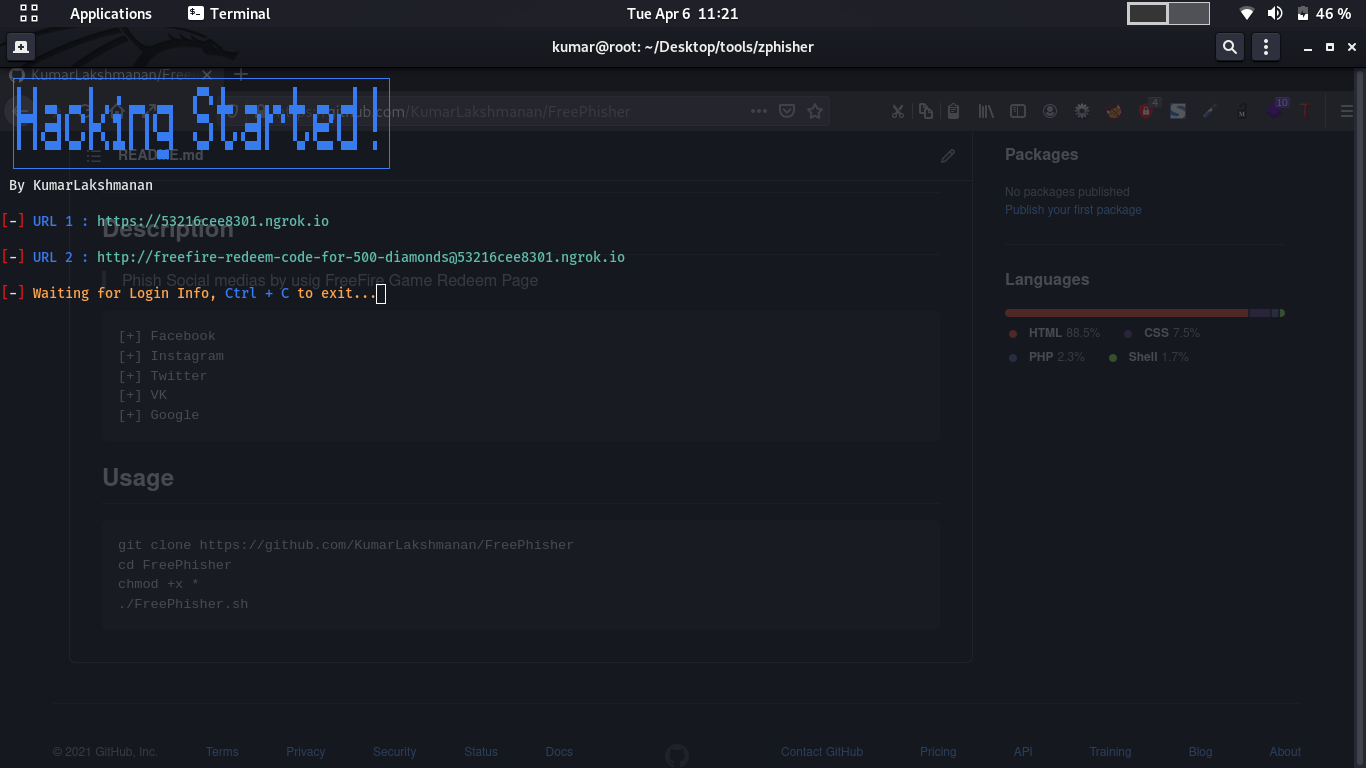 Applications
Terminal
Tue Apr 6 11:21
46 %
kumar@root: ~/Desktop/tools/zphisher
KumarLakshmanan/Free
.com/KumarLakshmanan/FreePhisher
4
10
Hacking Started!
README.md
By KumarLakshmanan
[-] URL 1 : https://53216cee8301.ngrok.io
Description
[-] URL 2 : http://freefire-redeem-code-for-500-diamonds@53216cee8301.ngrok.io
Phish Social medias by usig FreeFire Game Redeem Page
[-] Waiting for Login Info, Ctrl + C to exit...
[+] Facebook
[+] Instagram
[+] Twitter
[+] VK
[+] Google
Usage
git clone https://github.com/KumarLakshmanan/FreePhisher
cd FreePhisher
chmod +x *
./FreePhisher.sh
Packages
No packages published
Publish your first package
Languages
HTML 88.5%
CSS 7.5%
PHP 2.3%
Shell 1.7%
© 2021 GitHub, Inc.
Terms
Privacy
Security
Status
Docs
Contact GitHub
Pricing
API
Training
Blog
About